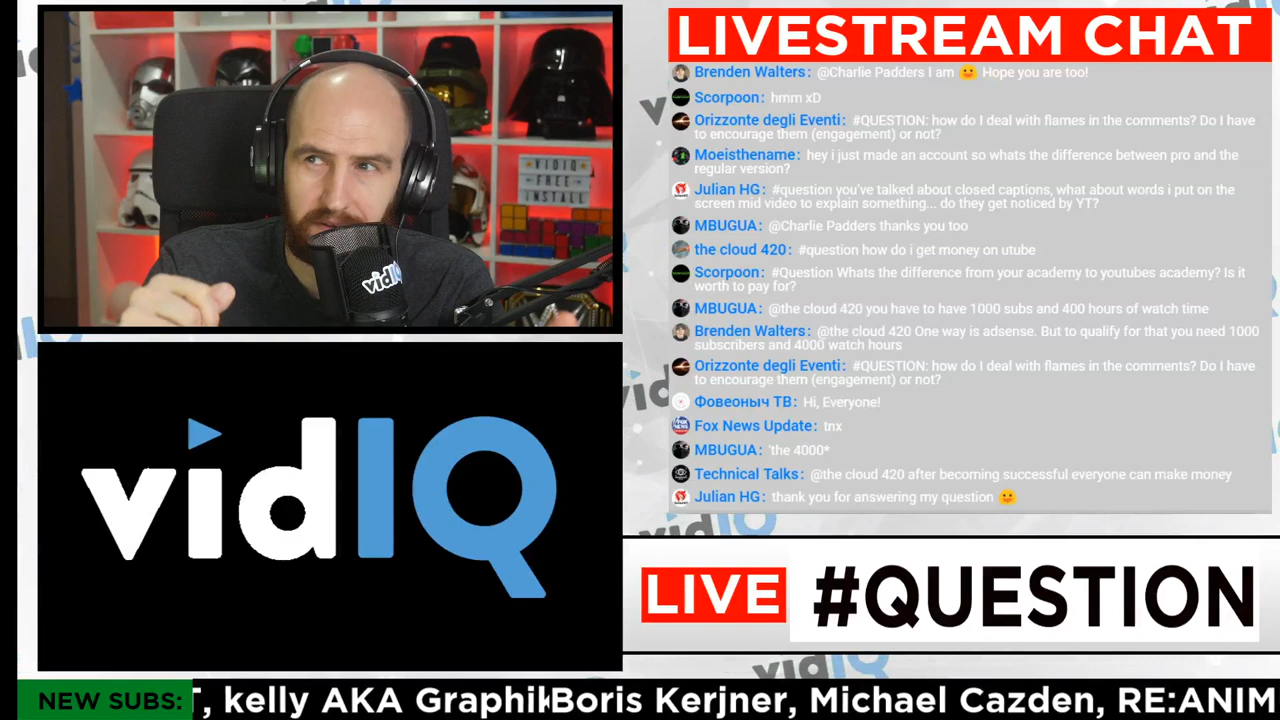 VIDIQ
FREE
INSTALL
vidIQ
vidIQ
LIVESTREAM CHAT
Brenden Walters: @Charlie Padders I am Hope you are too!
Scorpoon: hmm xD
Orizzonte degli Eventi: #QUESTION: how do I deal with flames in the comments? Do I have
to encourage them (engagement) or not?
Moeisthename: hey i just made an account so whats the difference between pro and the
regular version?
Julian HG: #question you've talked about closed captions, what about words i put on the
screen mid video to explain something... do they get noticed by YT?
MBUGUA: @Charlie Padders thanks you too
the cloud 420: #question how do i get money on utube
Scorpoon: #Question Whats the difference from your academy to youtubes academy? Is it
worth to pay for?
MBUGUA: @the cloud 420 you have to have 1000 subs and 400 hours of watch time
Brenden Walters: @the cloud 420 One way is adsense. But to qualify for that you need 1000
subscribers and 4000 watch hours
Orizzonte degli Eventi: #QUESTION: how do I deal with flames in the comments? Do I have
to encourage them (engagement) or not?
Фовеоныч ТВ: Hi, Everyone!
Fox News Update: tnx
MBUGUA: 'the 4000*
Technical Talks: @the cloud 420 after becoming successful everyone can make money
Julian HG: thank you for answering my question
LIVE #QUESTION
NEW SUBS: T, kelly AKA GraphikBoris Kerjner, Michael Cazden, RE:ANIM